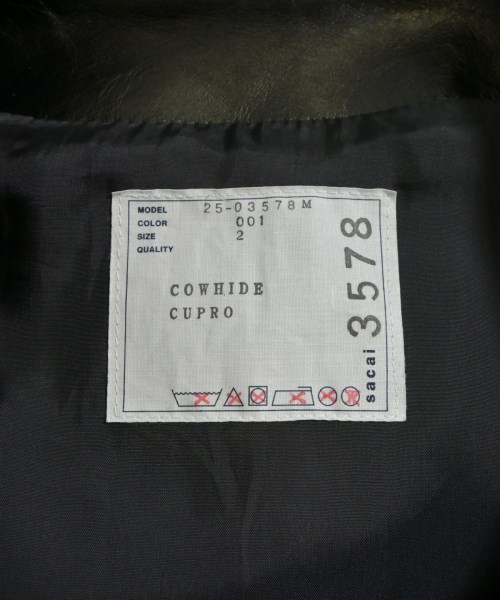 MODEL 25-03578M
COLOR 001
SIZE 2
QUALITY
COWHIDE
CUPRO
sacai 3578